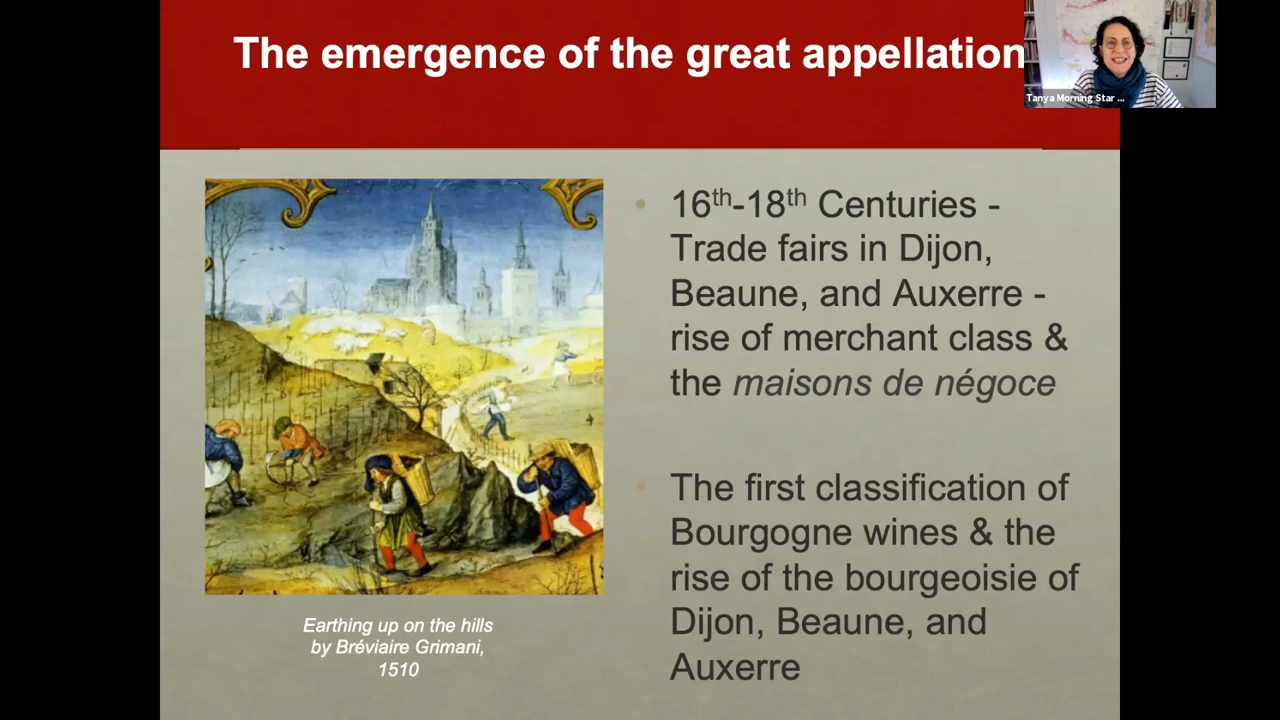 The emergence of the great appellation
Tanya Morning Star ...
16th-18th Centuries -
Trade fairs in Dijon,
Beaune, and Auxerre -
rise of merchant class &
the maisons de négoce
The first classification of
Bourgogne wines & the
rise of the bourgeoisie of
Dijon, Beaune, and
Auxerre
Earthing up on the hills
by Bréviaire Grimani,
1510